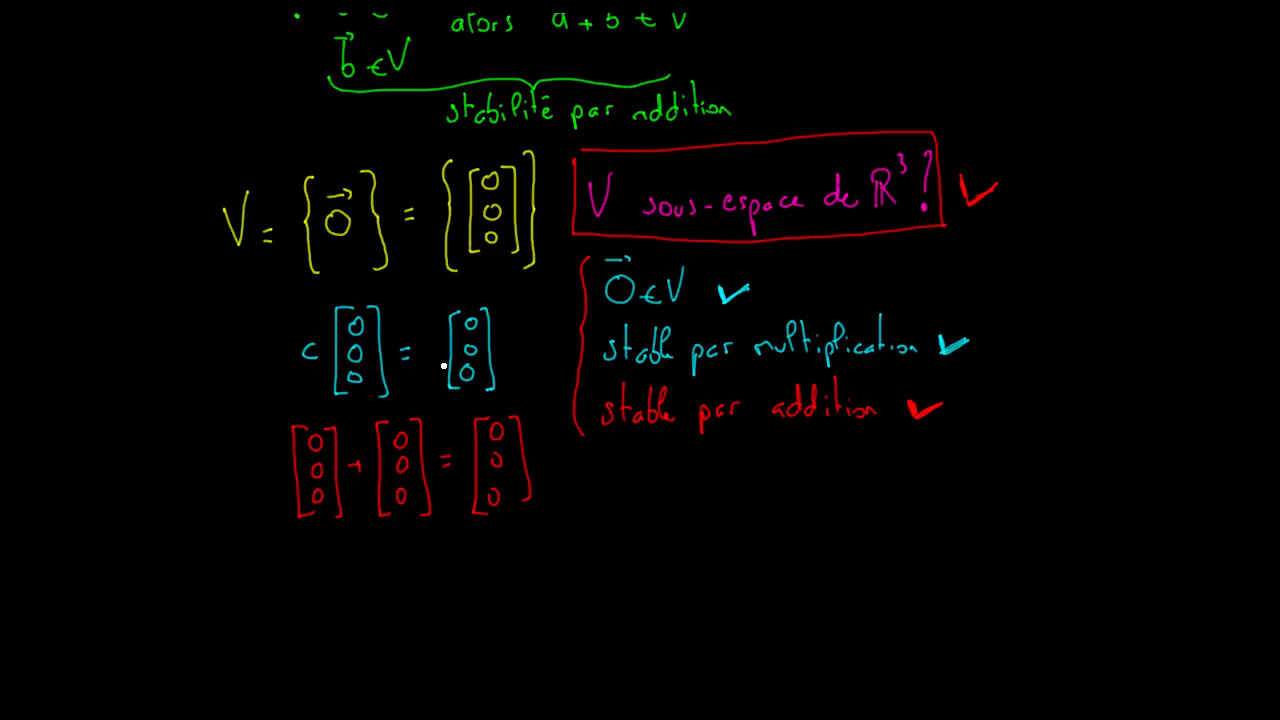 alors a + b ∈ V
b⃗ ∈ V
stabilité par addition
V = {0⃗} = {[0 0 0]}
V sous-espace de ℝ³ ?
0⃗ ∈ V ✓
c [0 0 0] = [0 0 0]
stable par multiplication ✓
stable par addition ✓
[0 0 0] + [0 0 0] = [0 0 0]